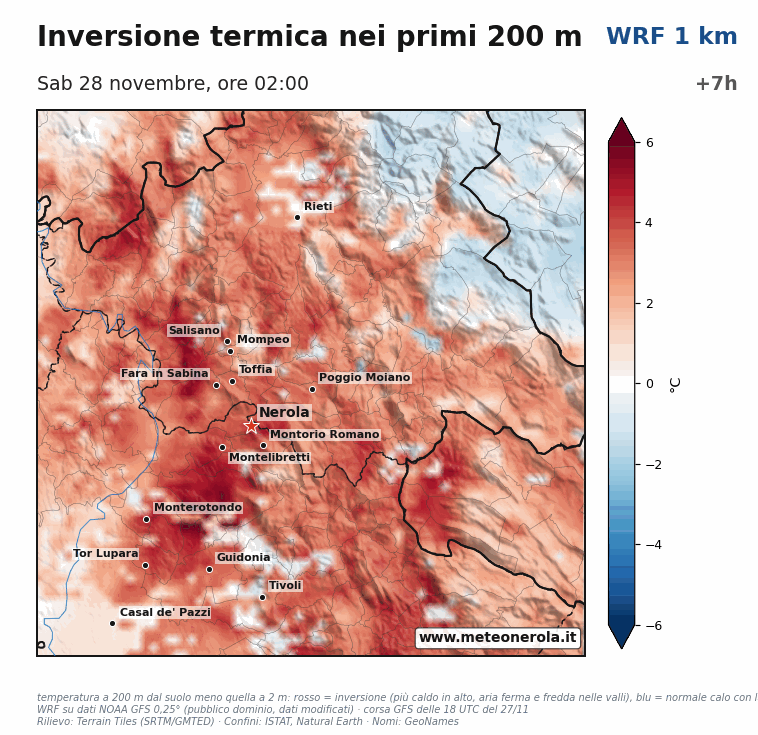 Inversione termica nei primi 200 m WRF 1 km
Sab 28 novembre, ore 02:00 +7h
Rieti
Salisano
Mompeo
Toffia
Fara in Sabina
Poggio Moiano
Nerola
Montorio Romano
Montelibretti
Monterotondo
Tor Lupara
Guidonia
Tivoli
Casal de' Pazzi
www.meteonerola.it
6
4
2
0
−2
−4
−6
°C
temperatura a 200 m dal suolo meno quella a 2 m: rosso = inversione (più caldo in alto, aria ferma e fredda nelle valli), blu = normale calo con
WRF su dati NOAA GFS 0,25° (pubblico dominio, dati modificati) · corsa GFS delle 18 UTC del 27/11
Rilievo: Terrain Tiles (SRTM/GMTED) · Confini: ISTAT, Natural Earth · Nomi: GeoNames